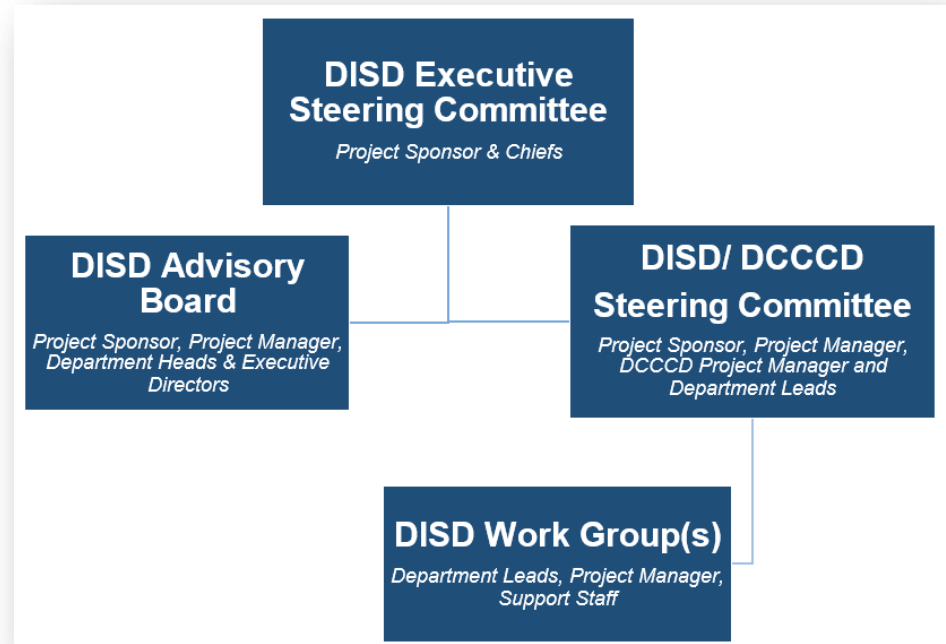 DISD Executive
Steering Committee
Project Sponsor & Chiefs
DISD Advisory
Board
Project Sponsor, Project Manager,
Department Heads & Executive
Directors
DISD/ DCCCD
Steering Committee
Project Sponsor, Project Manager,
DCCCD Project Manager and
Department Leads
DISD Work Group(s)
Department Leads, Project Manager,
Support Staff